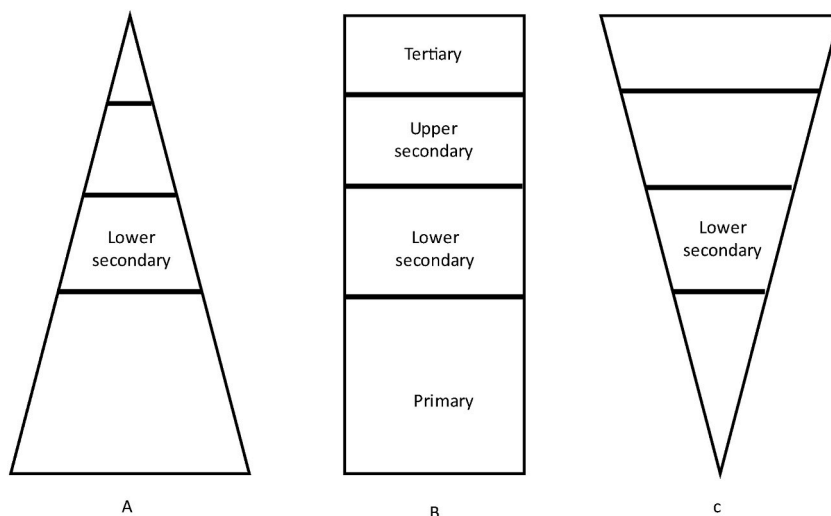 Tertiary
Upper
secondary
Lower
secondary
Lower
secondary
Lower
secondary
Primary
A
B
c